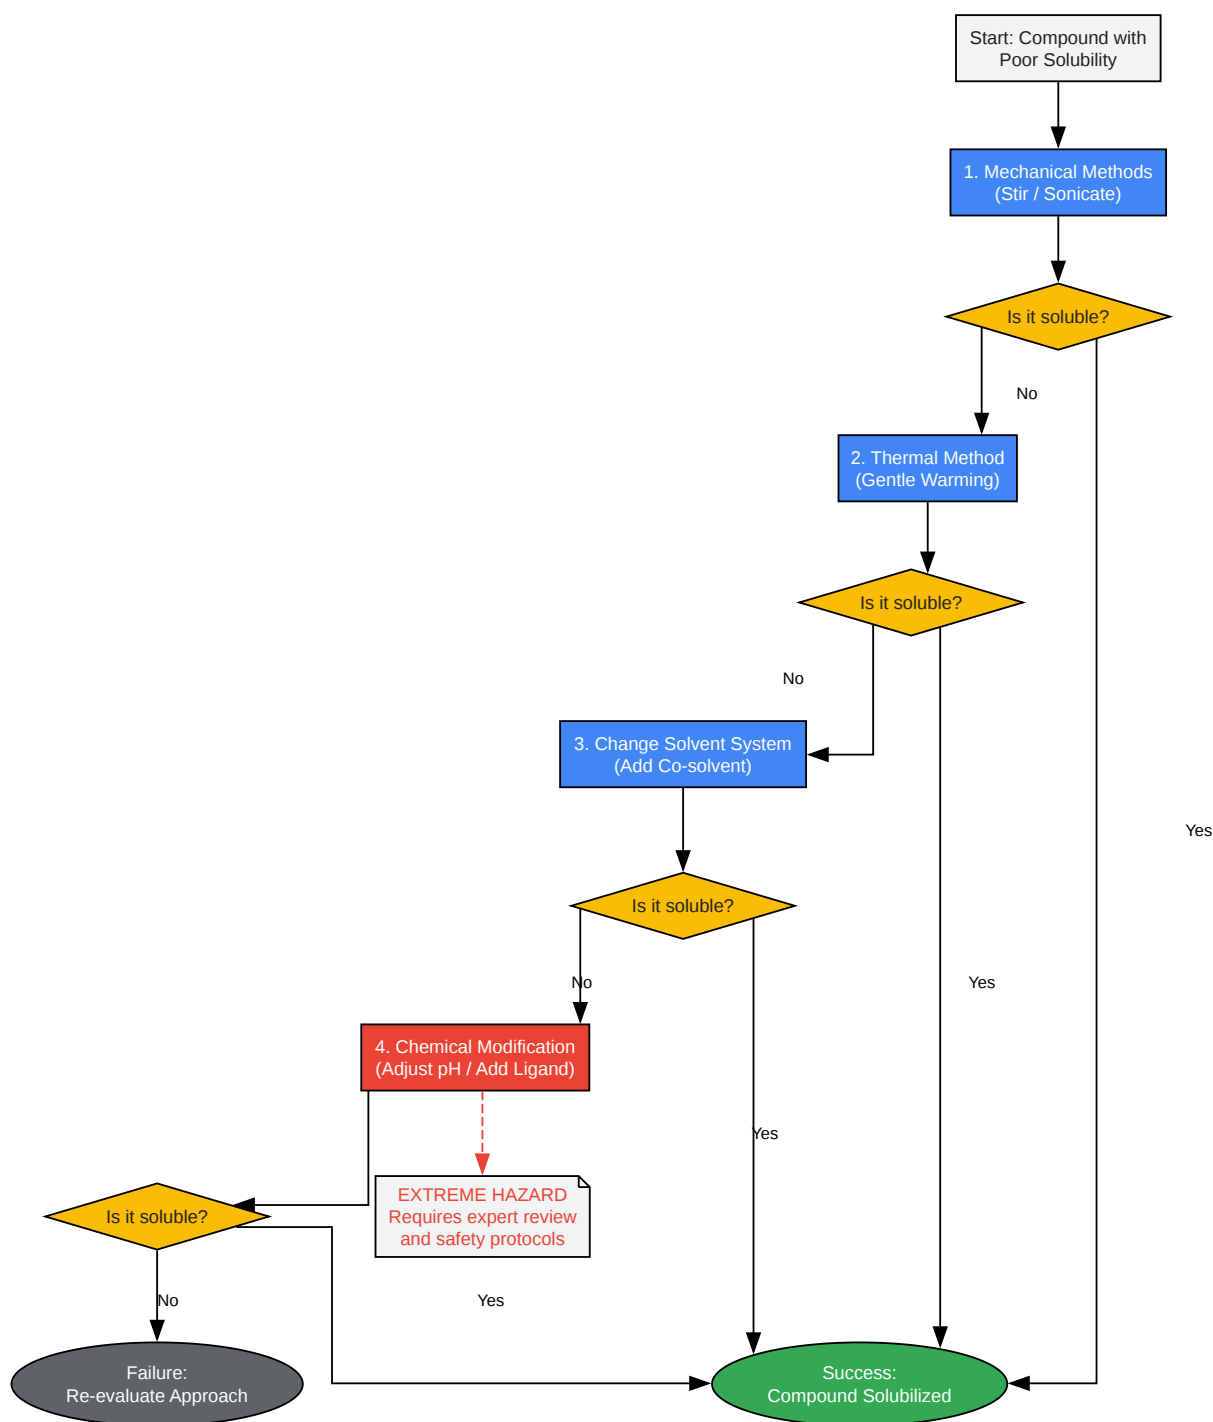 Start: Compound with
Poor Solubility
1. Mechanical Methods
(Stir / Sonicate)
Is it soluble?
No
2. Thermal Method
(Gentle Warming)
Is it soluble?
No
3. Change Solvent System
(Add Co-solvent)
Yes
Is it soluble?
No
Yes
4. Chemical Modification
(Adjust pH / Add Ligand)
Yes
EXTREME HAZARD
Requires expert review
and safety protocols
Is it soluble?
No
Yes
Failure:
Re-evaluate Approach
Success:
Compound Solubilized